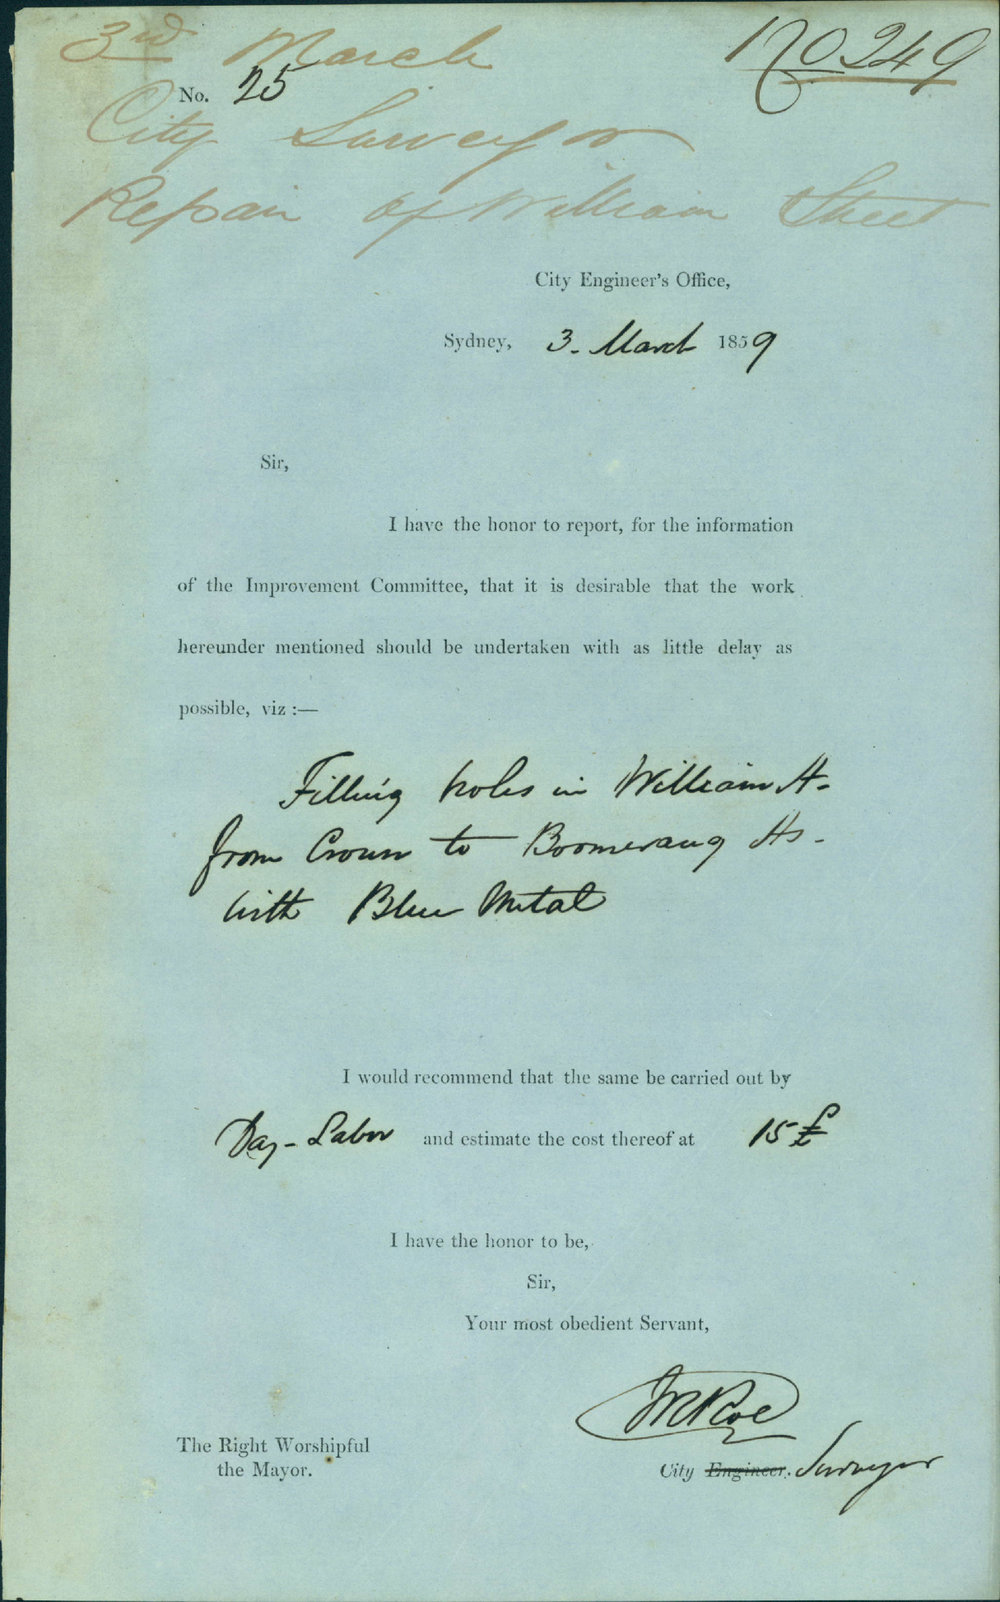 3rd March
No 249
No. 25
City Surveyor
Repair of William Street
City Engineer's Office,
Sydney, 3. March 1859
Sir,
I have the honor to report, for the information
of the Improvement Committee, that it is desirable that the work
hereunder mentioned should be undertaken with as little delay as
possible, viz :—
Filling holes in William St.
from Crown to Boomerang Sts.
with Blue Metal
I would recommend that the same be carried out by
Day-Labor and estimate the cost thereof at 15 £
I have the honor to be,
Sir,
Your most obedient Servant,
City Engineer. Surveyor
The Right Worshipful
the Mayor.